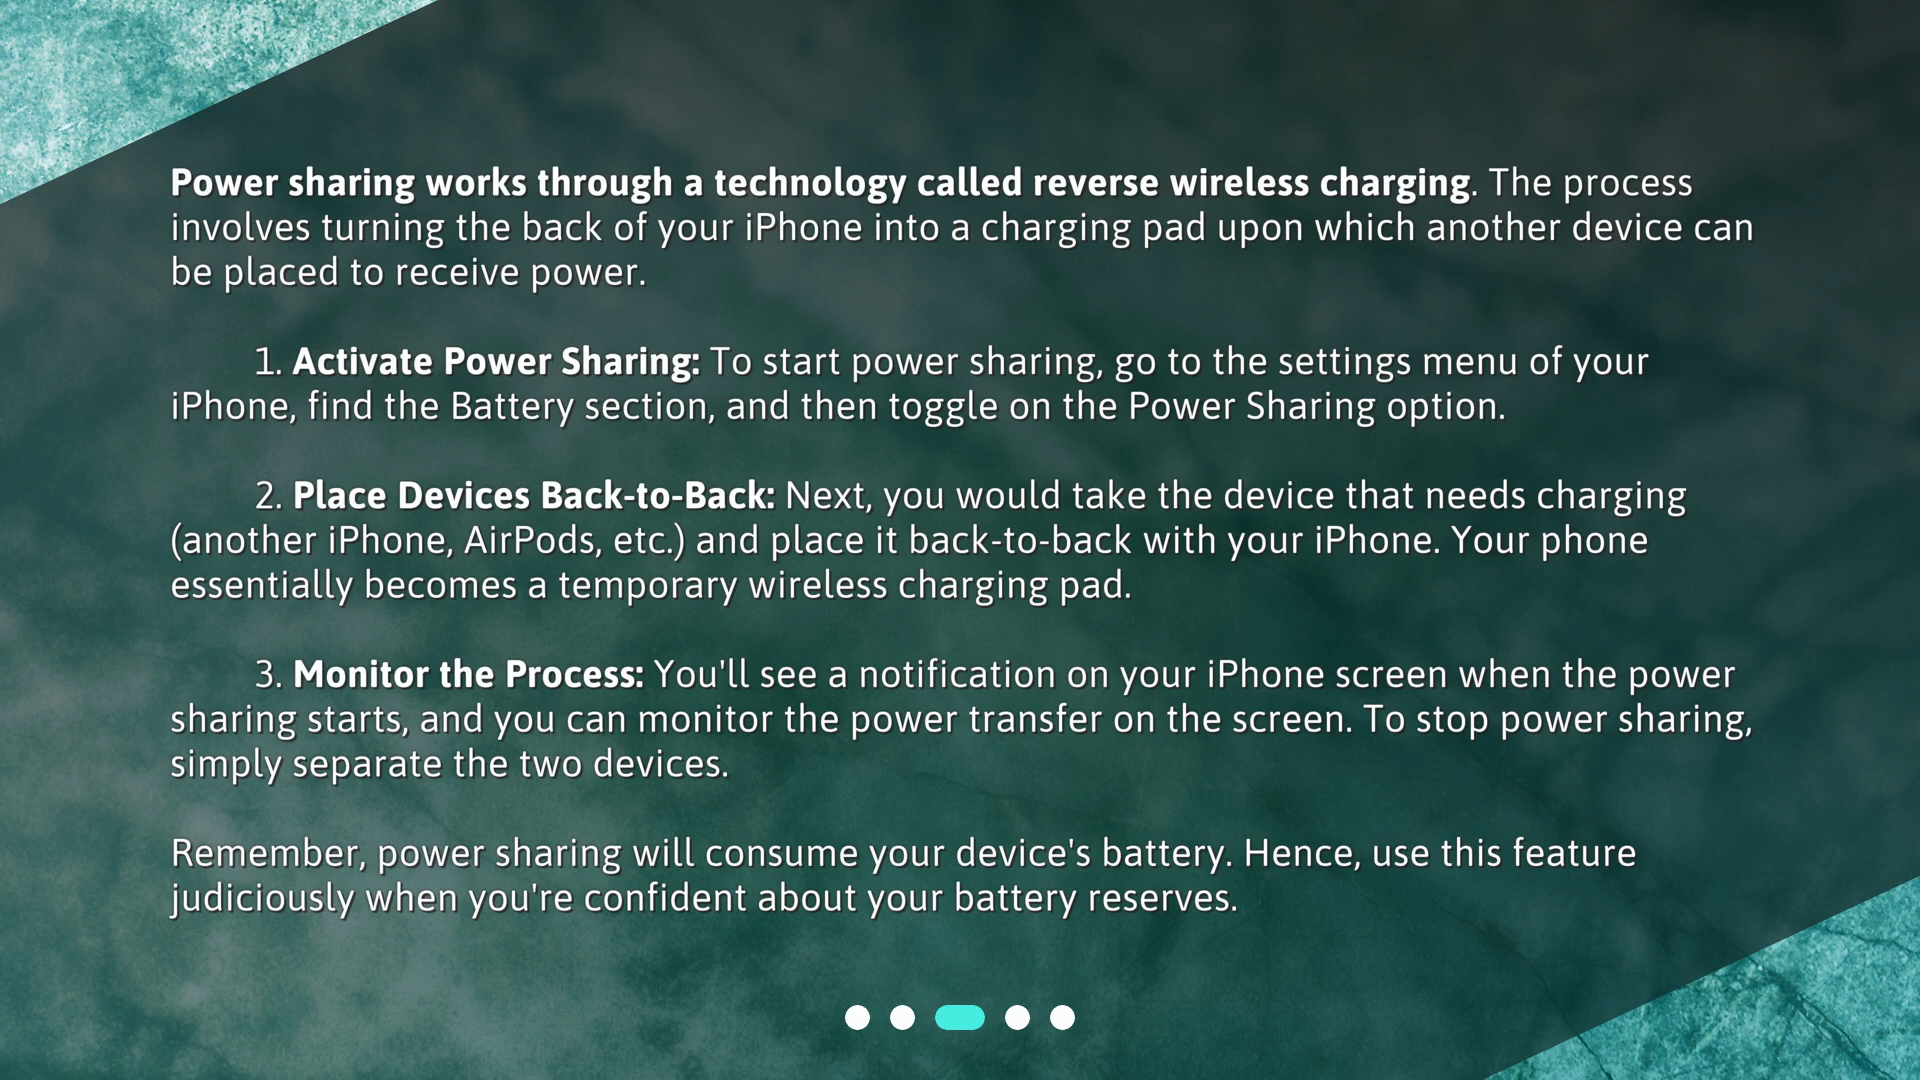 Power sharing works through a technology called reverse wireless charging. The process
involves turning the back of your iPhone into a charging pad upon which another device can
be placed to receive power.
1. Activate Power Sharing: To start power sharing, go to the settings menu of your
iPhone, find the Battery section, and then toggle on the Power Sharing option.
2. Place Devices Back-to-Back: Next, you would take the device that needs charging
(another iPhone, AirPods, etc.) and place it back-to-back with your iPhone. Your phone
essentially becomes a temporary wireless charging pad.
3. Monitor the Process: You'll see a notification on your iPhone screen when the power
sharing starts, and you can monitor the power transfer on the screen. To stop power sharing,
simply separate the two devices.
Remember, power sharing will consume your device's battery. Hence, use this feature
judiciously when you're confident about your battery reserves.